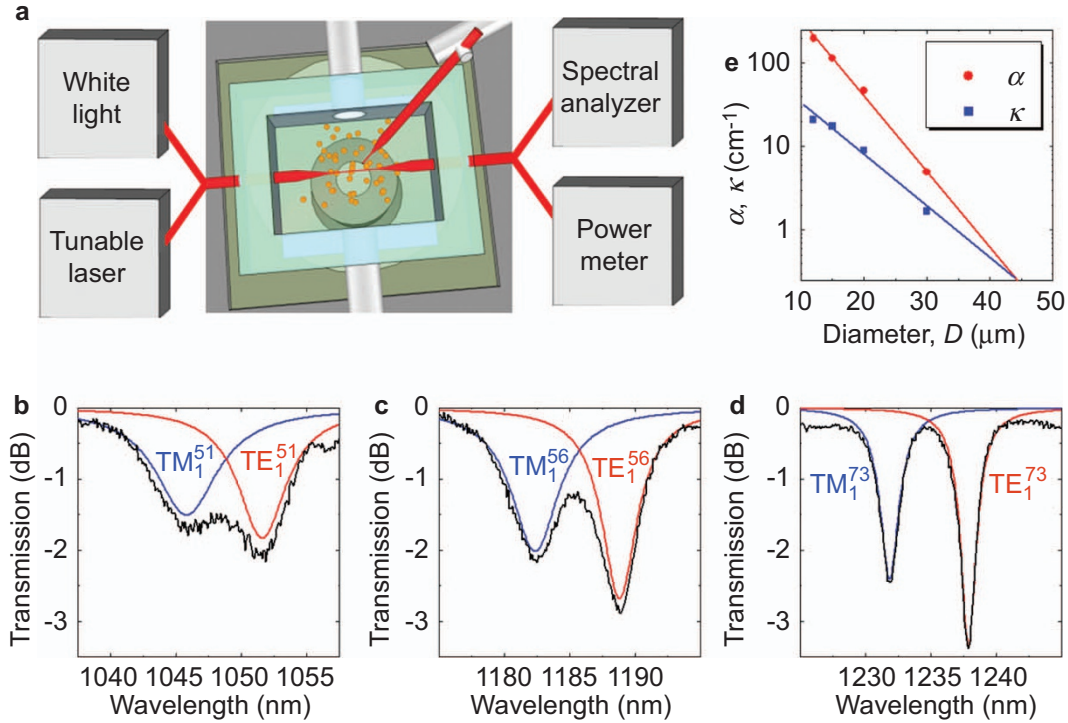 a
White
light
Tunable
laser
Spectral
analyzer
Power
meter
e
α
κ
α, κ (cm⁻¹)
100
10
1
10 20 30 40 50
Diameter, D (μm)
b
TM₁⁵¹ TE₁⁵¹
Transmission (dB)
0
-1
-2
-3
1040 1045 1050 1055
Wavelength (nm)
c
TM₁⁵⁶ TE₁⁵⁶
Transmission (dB)
0
-1
-2
-3
1180 1185 1190
Wavelength (nm)
d
TM₁⁷³ TE₁⁷³
Transmission (dB)
0
-1
-2
-3
1230 1235 1240
Wavelength (nm)